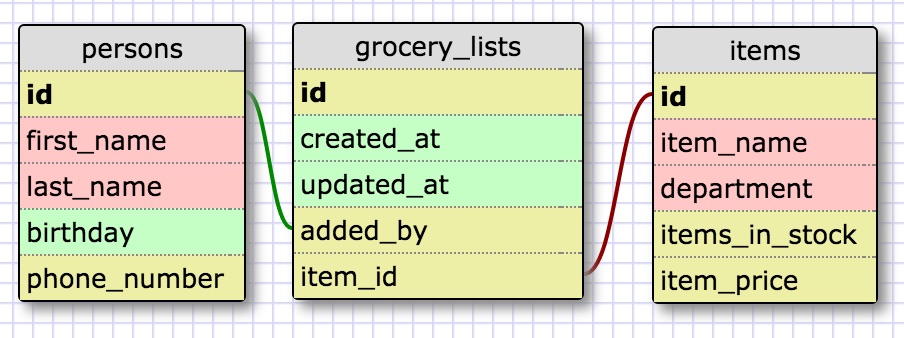 persons
id
first_name
last_name
birthday
phone_number
grocery_lists
id
created_at
updated_at
added_by
item_id
items
id
item_name
department
items_in_stock
item_price